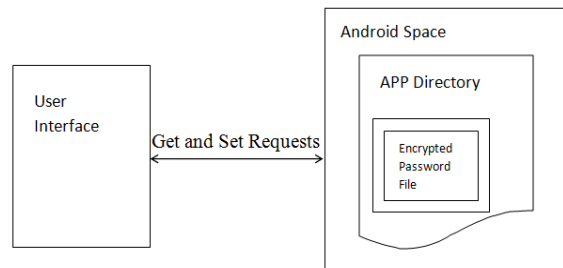 Android Space
APP Directory
User
Interface
Get and Set Requests
Encrypted
Password
File